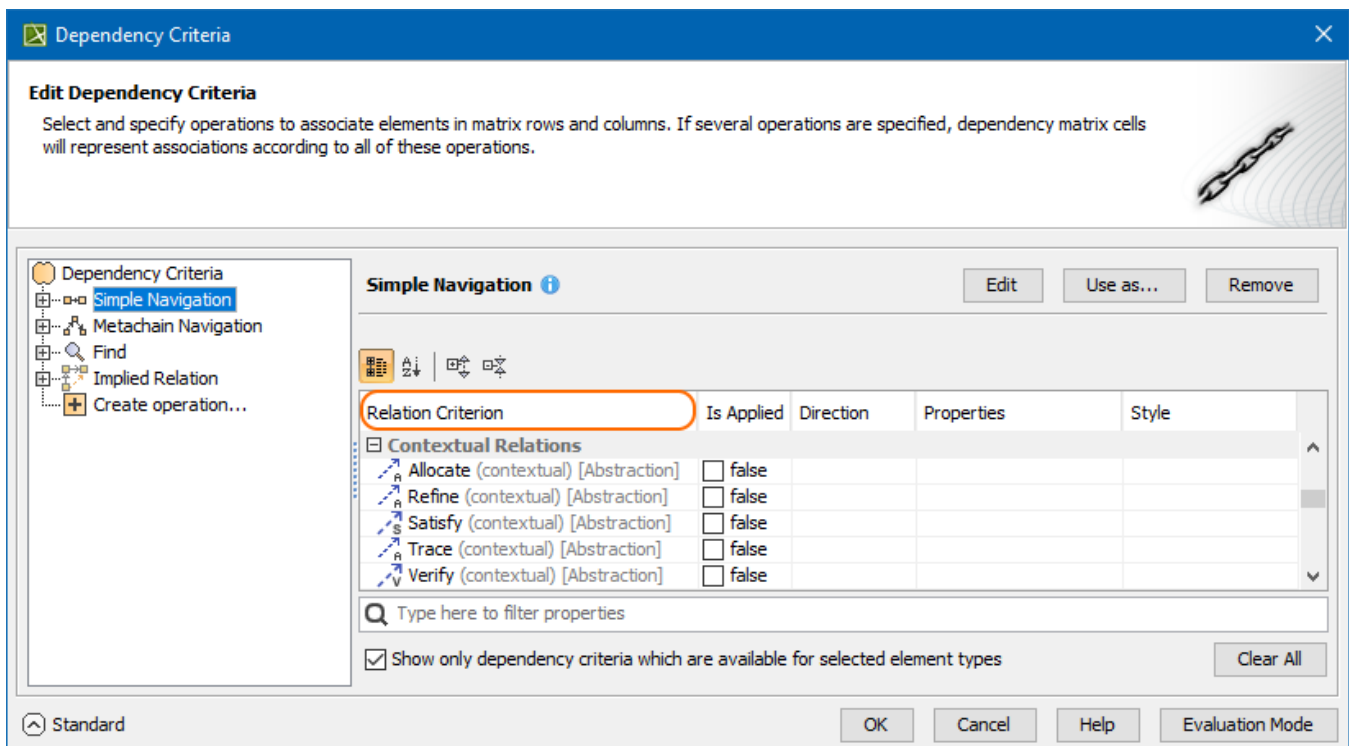 Dependency Criteria
Edit Dependency Criteria
Select and specify operations to associate elements in matrix rows and columns. If several operations are specified, dependency matrix cells
will represent associations according to all of these operations.
Dependency Criteria
Simple Navigation
Metachain Navigation
Find
Implied Relation
Create operation...
Simple Navigation
Edit
Use as...
Remove
Relation Criterion Is Applied Direction Properties Style
Contextual Relations
Allocate (contextual) [Abstraction] false
Refine (contextual) [Abstraction] false
Satisfy (contextual) [Abstraction] false
Trace (contextual) [Abstraction] false
Verify (contextual) [Abstraction] false
Type here to filter properties
Show only dependency criteria which are available for selected element types
Clear All
Standard
OK
Cancel
Help
Evaluation Mode